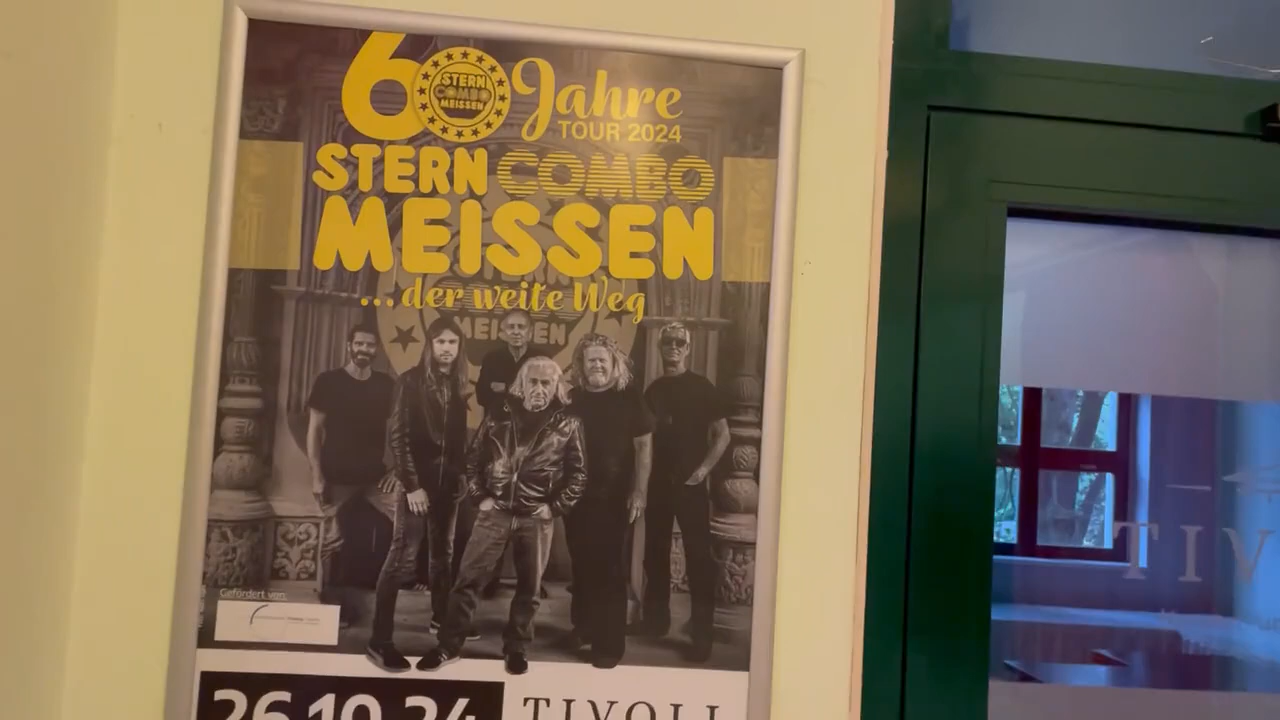 60 Jahre
STERN
COMBO
MEISSEN
TOUR 2024
STERN COMBO
MEISSEN
...der weite Weg
MEISSEN
Gefördert von:
26.10.24
TIVOLI
TIV